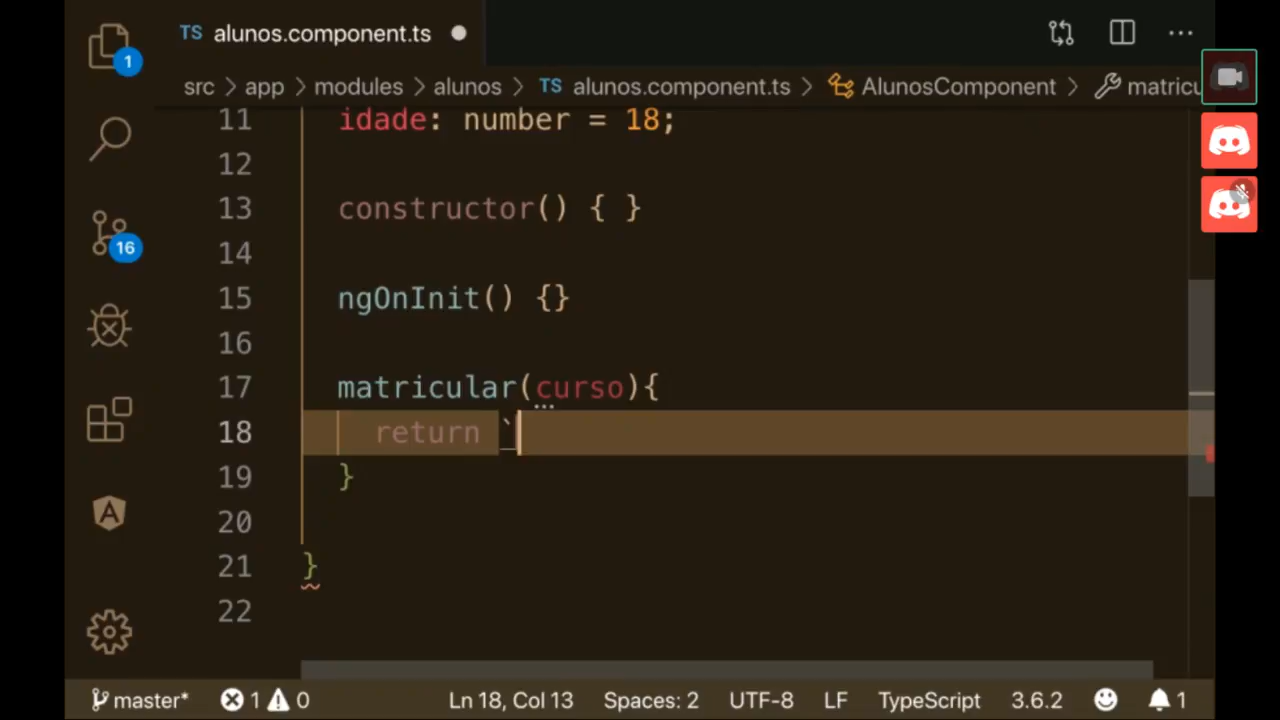 TS alunos.component.ts
src > app > modules > alunos > TS alunos.component.ts > AlunosComponent > matricu
1
16
11 idade: number = 18;
12
13 constructor() { }
14
15 ngOnInit() {}
16
17 matricular(curso){
18 return `
19 }
20
21 }
22
master* 1 0 Ln 18, Col 13 Spaces: 2 UTF-8 LF TypeScript 3.6.2 1